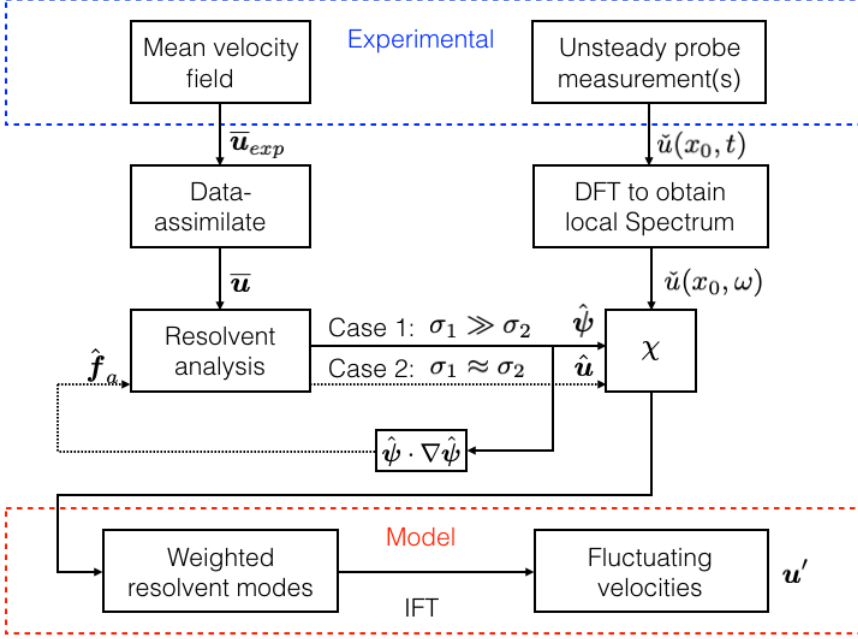 Mean velocity
field
Experimental
Unsteady probe
measurement(s)
u̅_exp
ǔ(x₀, t)
Data-
assimilate
DFT to obtain
local Spectrum
u̅
ǔ(x₀, ω)
Resolvent
analysis
Case 1: σ₁ ≫ σ₂
ψ̂
χ
f̂_a
Case 2: σ₁ ≈ σ₂
û
ψ̂ · ∇ψ̂
Model
Weighted
resolvent modes
IFT
Fluctuating
velocities
u′